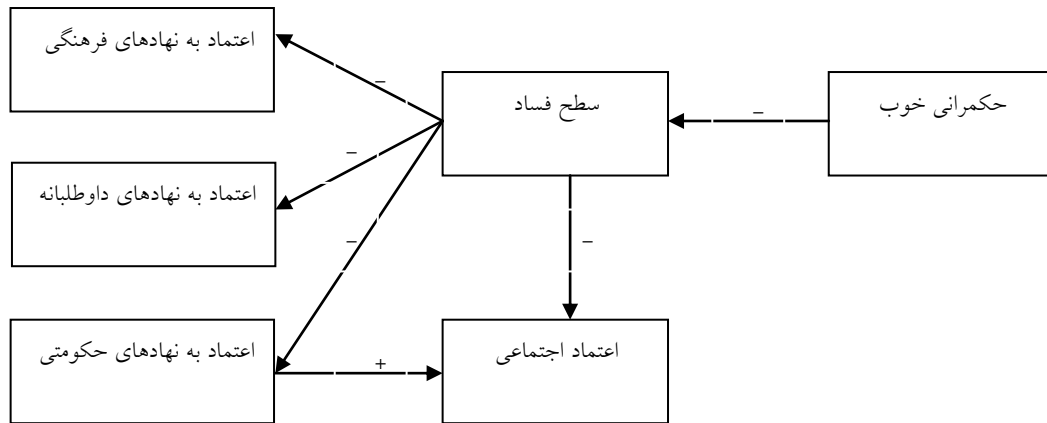 حکمرانی خوب
–
سطح فساد
–
اعتماد به نهادهای فرهنگی
–
اعتماد به نهادهای داوطلبانه
–
اعتماد به نهادهای حکومتی
–
+
اعتماد اجتماعی